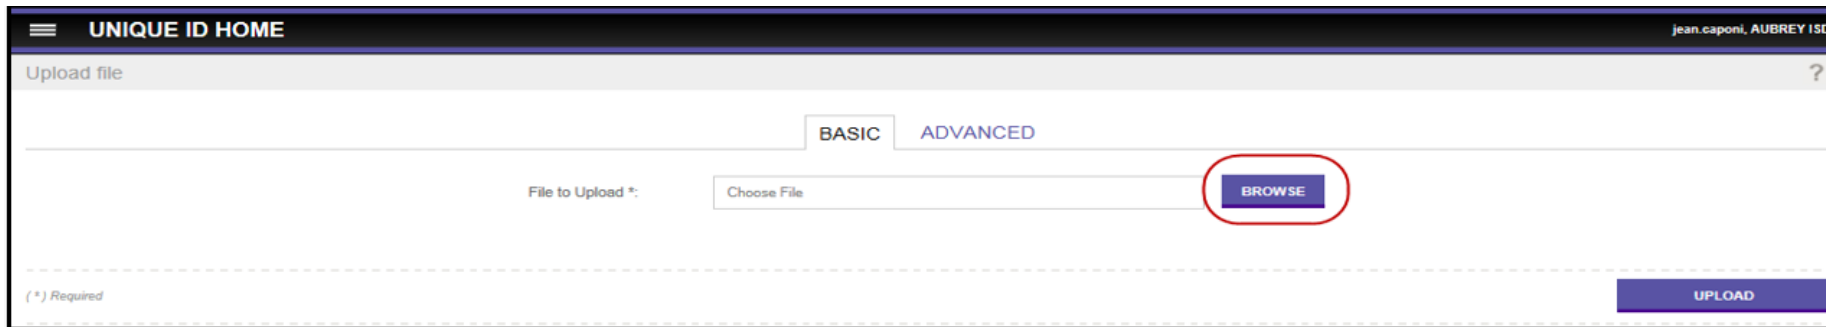 UNIQUE ID HOME
jean.caponi, AUBREY ISD
Upload file
?
BASIC ADVANCED
File to Upload *: Choose File BROWSE
( * ) Required
UPLOAD